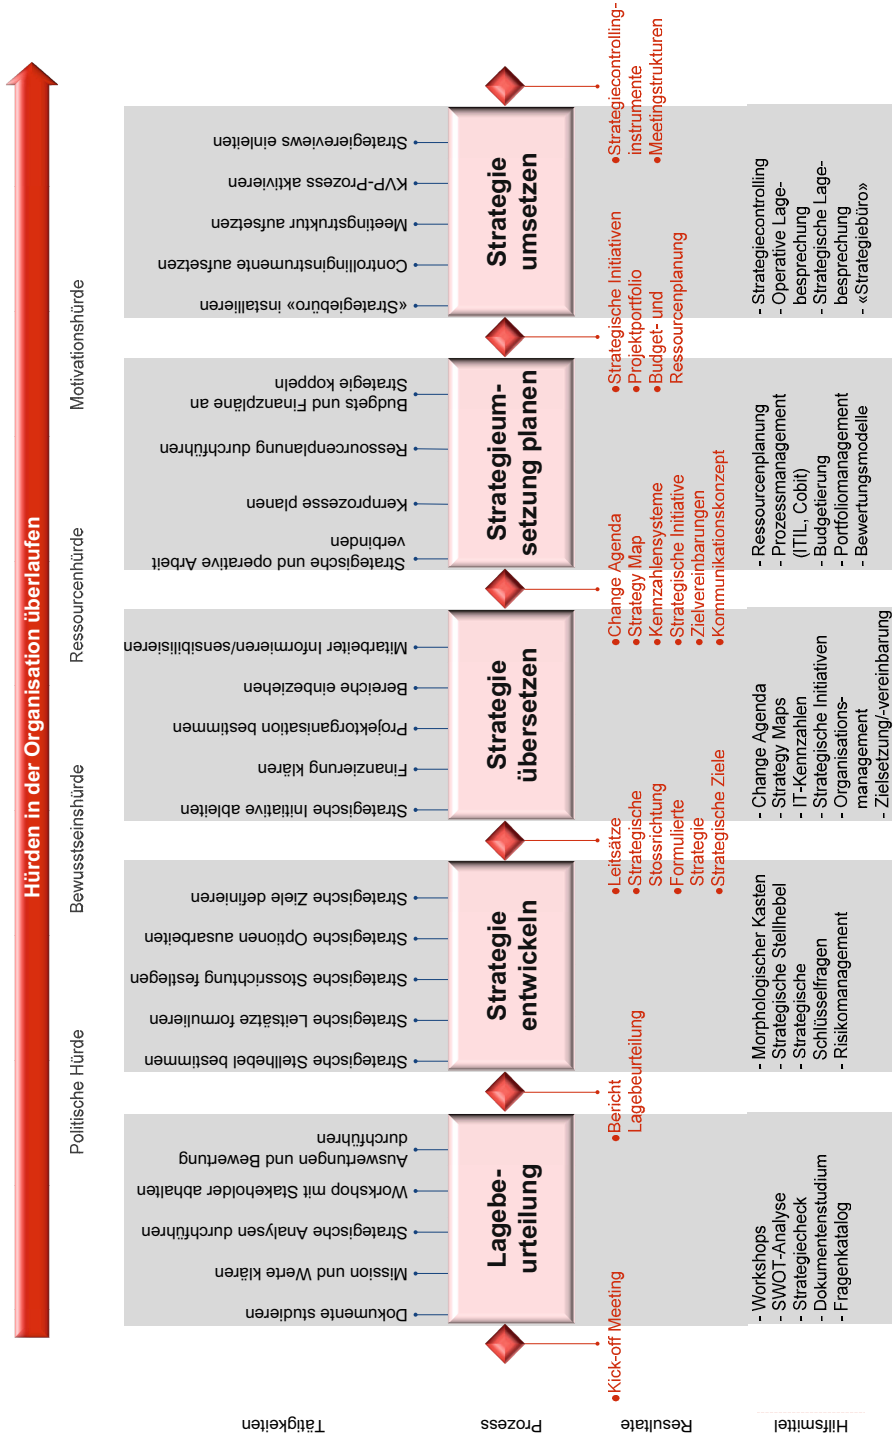 Hürden in der Organisation überlaufen
Politische Hürde
Bewusstseinshürde
Ressourcenhürde
Motivationshürde
Tätigkeiten
Dokumente studieren
Mission und Werte klären
Strategische Analysen durchführen
Workshop mit Stakeholder abhalten
Auswertungen und Bewertung
durchführen
Strategische Stellhebel bestimmen
Strategische Leitsätze formulieren
Strategische Stossrichtung festlegen
Strategische Optionen ausarbeiten
Strategische Ziele definieren
Strategische Initiative ableiten
Finanzierung klären
Projektorganisation bestimmen
Bereiche einbeziehen
Mitarbeiter Informieren/sensibilisieren
Strategische und operative Arbeit
verbinden
Kernprozesse planen
Ressourcenplanung durchführen
Budgets und Finanzpläne an
Strategie koppeln
«Strategiebüro» installieren
Controllinginstrumente aufsetzen
Meetingstruktur aufsetzen
KVP-Prozess aktivieren
Strategiereviews einleiten
Prozess
Lagebe-
urteilung
Strategie
entwickeln
Strategie
übersetzen
Strategieum-
setzung planen
Strategie
umsetzen
Resultate
•Kick-off Meeting
•Bericht
Lagebeurteilung
•Leitsätze
•Strategische
Stossrichtung
•Formulierte
Strategie
•Strategische Ziele
•Change Agenda
•Strategy Map
•Kennzahlensysteme
•Strategische Initiative
•Zielvereinbarungen
•Kommunikationskonzept
•Strategische Initiativen
•Projektportfolio
•Budget- und
Ressourcenplanung
•Strategiecontrolling-
instrumente
•Meetingstrukturen
Hilfsmittel
- Workshops
- SWOT-Analyse
- Strategiecheck
- Dokumentenstudium
- Fragenkatalog
- Morphologischer Kasten
- Strategische Stellhebel
- Strategische
Schlüsselfragen
- Risikomanagement
- Change Agenda
- Strategy Maps
- IT-Kennzahlen
- Strategische Initiativen
- Organisations-
management
- Zielsetzung/-vereinbarung
- Ressourcenplanung
- Prozessmanagement
(ITIL, Cobit)
- Budgetierung
- Portfoliomanagement
- Bewertungsmodelle
- Strategiecontrolling
- Operative Lage-
besprechung
- Strategische Lage-
besprechung
- «Strategiebüro»